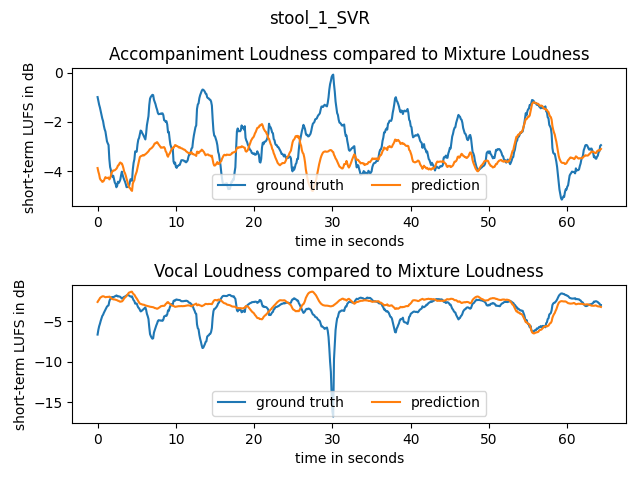 stool_1_SVR
Accompaniment Loudness compared to Mixture Loudness
short-term LUFS in dB
0
−2
−4
ground truth
prediction
0 10 20 30 40 50 60
time in seconds
Vocal Loudness compared to Mixture Loudness
short-term LUFS in dB
−5
−10
−15
ground truth
prediction
0 10 20 30 40 50 60
time in seconds